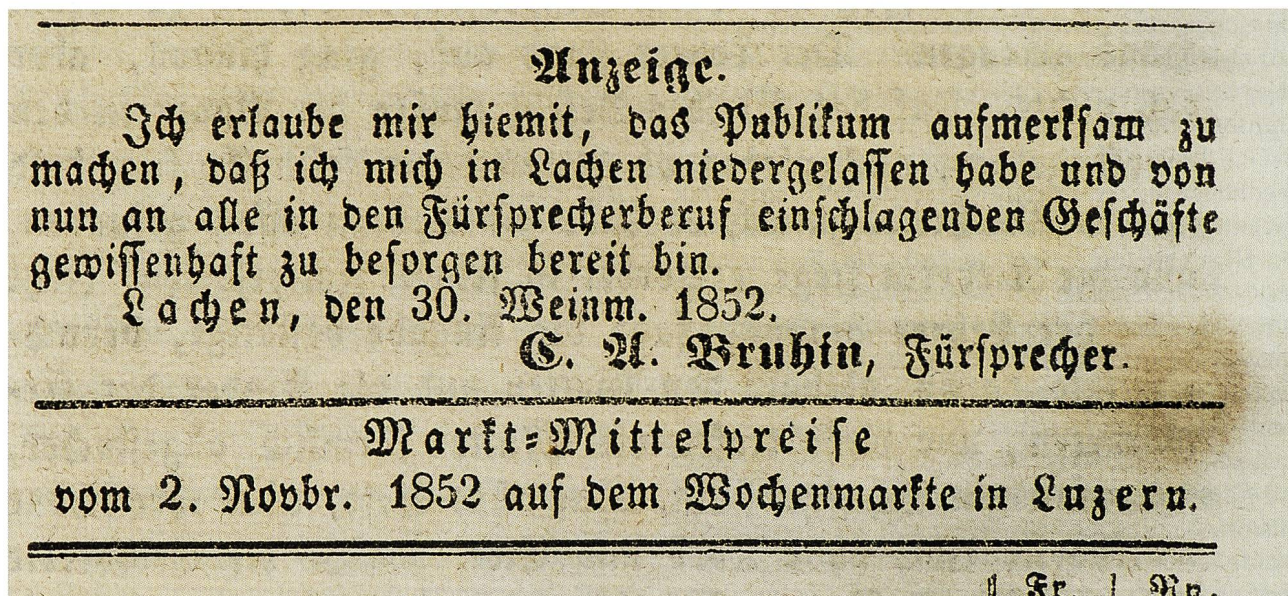 Anzeige.
Ich erlaube mir hiemit, das Publikum aufmerksam zu
machen, daß ich mich in Lachen niedergelassen habe und von
nun an alle in den Fürsprecherberuf einschlagenden Geschäfte
gewissenhaft zu besorgen bereit bin.
Lachen, den 30. Weinm. 1852.
C. A. Bruhin, Fürsprecher.
Markt-Mittelpreise
vom 2. Novbr. 1852 auf dem Wochenmarkte in Luzern.
Fr. Rp.